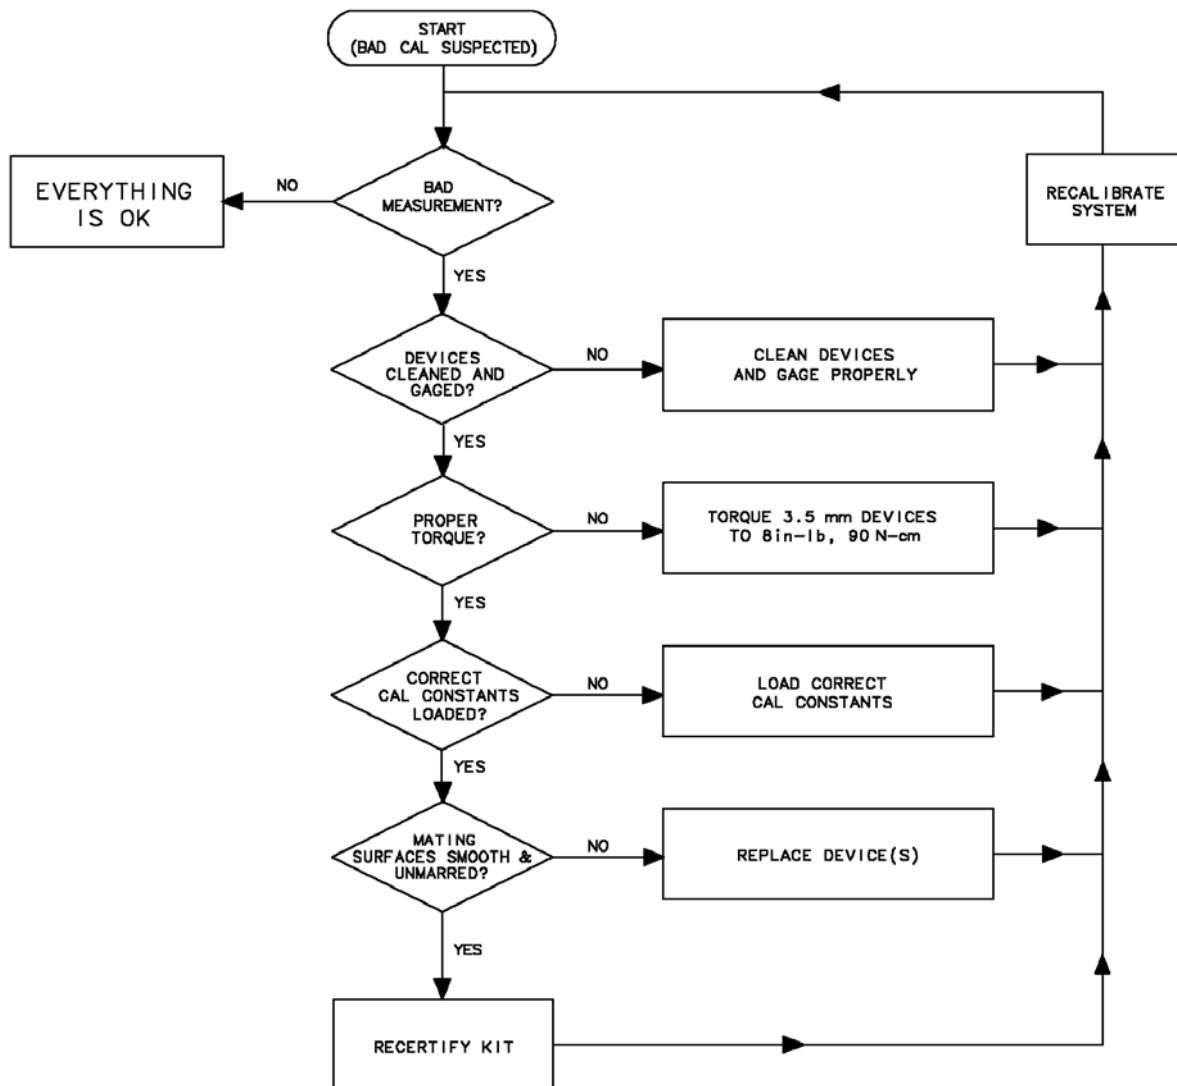 START
(BAD CAL SUSPECTED)
BAD
MEASUREMENT?
NO
EVERYTHING
IS OK
RECALIBRATE
SYSTEM
YES
DEVICES
CLEANED AND
GAGED?
NO
CLEAN DEVICES
AND GAGE PROPERLY
YES
PROPER
TORQUE?
NO
TORQUE 3.5 mm DEVICES
TO 8in-lb, 90 N-cm
YES
CORRECT
CAL CONSTANTS
LOADED?
NO
LOAD CORRECT
CAL CONSTANTS
YES
MATING
SURFACES SMOOTH &
UNMARRED?
NO
REPLACE DEVICE(S)
YES
RECERTIFY KIT